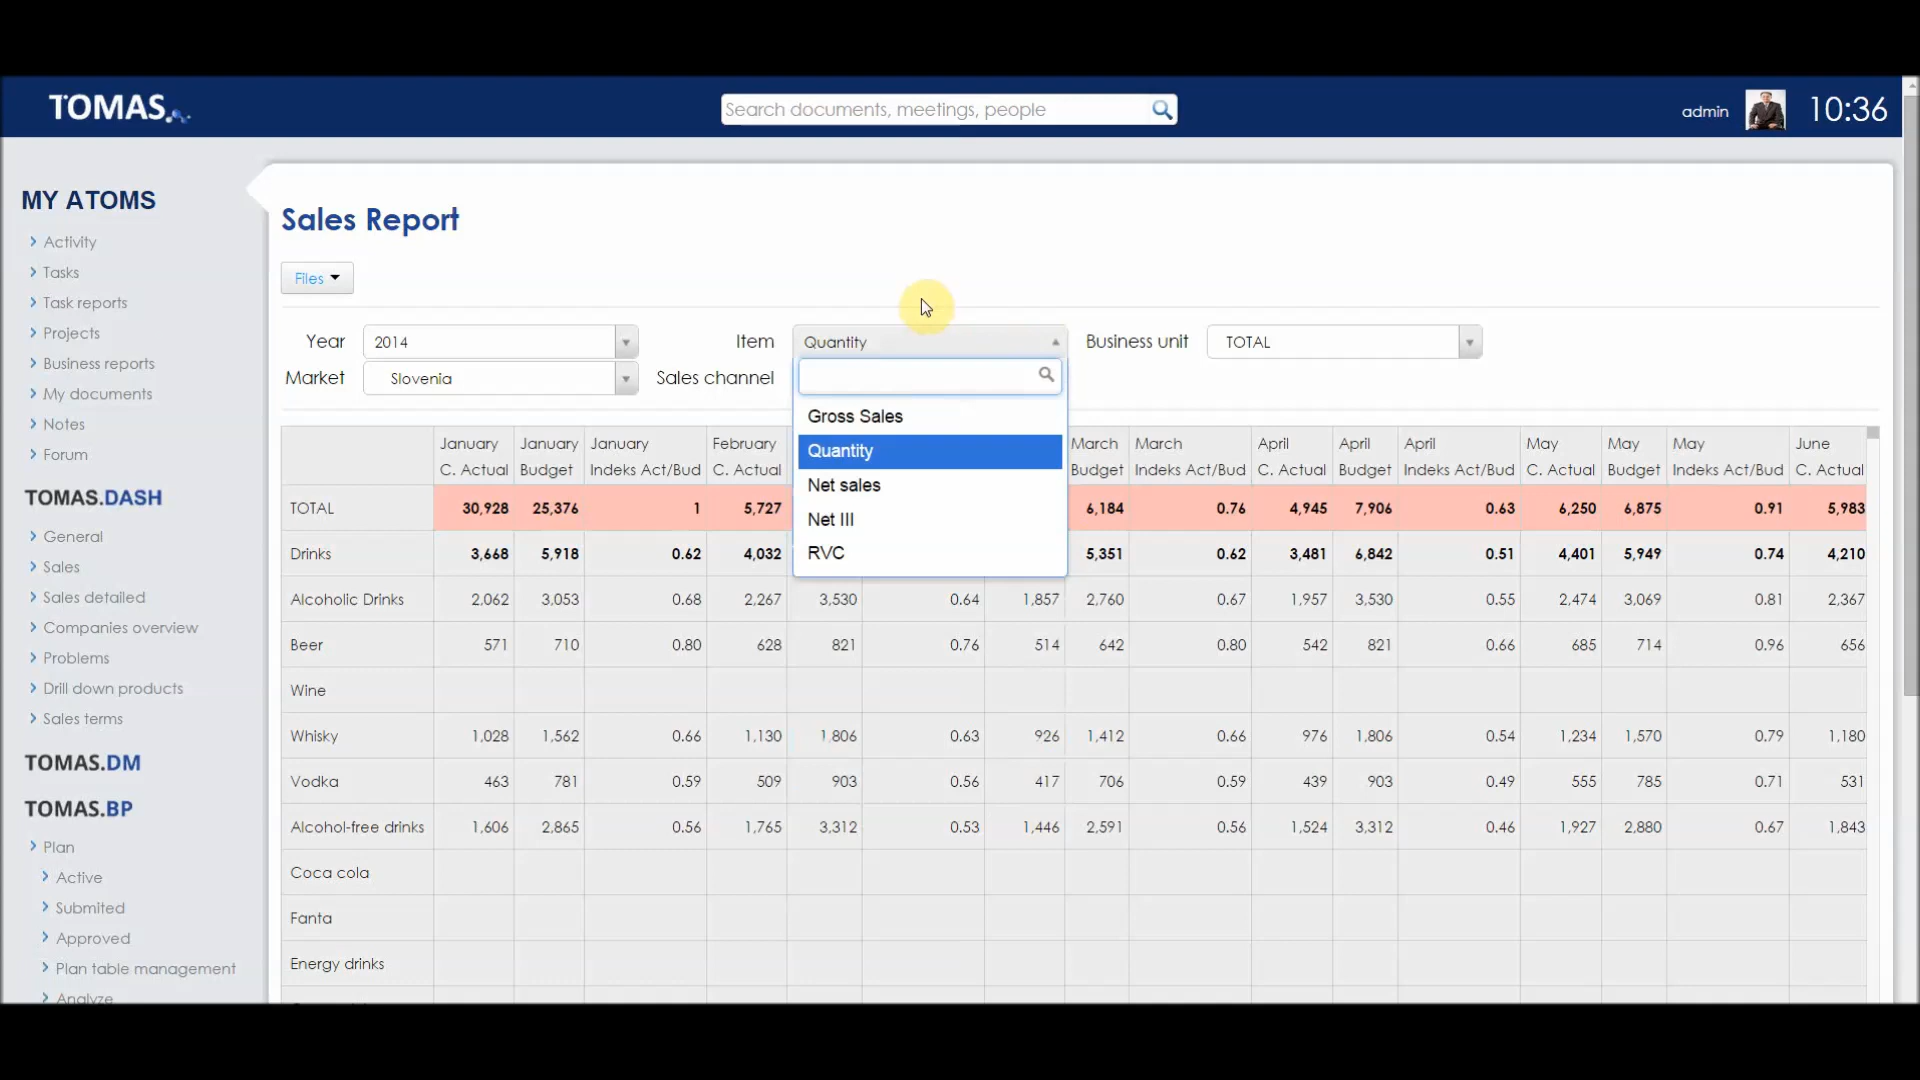 TOMAS.
Search documents, meetings, people
admin
10:36
MY ATOMS
Activity
Tasks
Task reports
Projects
Business reports
My documents
Notes
Forum
TOMAS.DASH
General
Sales
Sales detailed
Companies overview
Problems
Drill down products
Sales terms
TOMAS.DM
TOMAS.BP
Plan
Active
Submited
Approved
Plan table management
Analyze
Sales Report
Files
Year 2014 Item Quantity Business unit TOTAL
Market Slovenia Sales channel
Gross Sales
Quantity
Net sales
Net III
RVC
January January January February March March April April April May May May June
C. Actual Budget Indeks Act/Bud C. Actual Budget Indeks Act/Bud C. Actual Budget Indeks Act/Bud C. Actual Budget Indeks Act/Bud C. Actual
TOTAL 30,928 25,376 1 5,727 6,184 0.76 4,945 7,906 0.63 6,250 6,875 0.91 5,983
Drinks 3,668 5,918 0.62 4,032 5,351 0.62 3,481 6,842 0.51 4,401 5,949 0.74 4,210
Alcoholic Drinks 2,062 3,053 0.68 2,267 3,530 0.64 1,857 2,760 0.67 1,957 3,530 0.55 2,474 3,069 0.81 2,367
Beer 571 710 0.80 628 821 0.76 514 642 0.80 542 821 0.66 685 714 0.96 656
Wine
Whisky 1,028 1,562 0.66 1,130 1,806 0.63 926 1,412 0.66 976 1,806 0.54 1,234 1,570 0.79 1,180
Vodka 463 781 0.59 509 903 0.56 417 706 0.59 439 903 0.49 555 785 0.71 531
Alcohol-free drinks 1,606 2,865 0.56 1,765 3,312 0.53 1,446 2,591 0.56 1,524 3,312 0.46 1,927 2,880 0.67 1,843
Coca cola
Fanta
Energy drinks